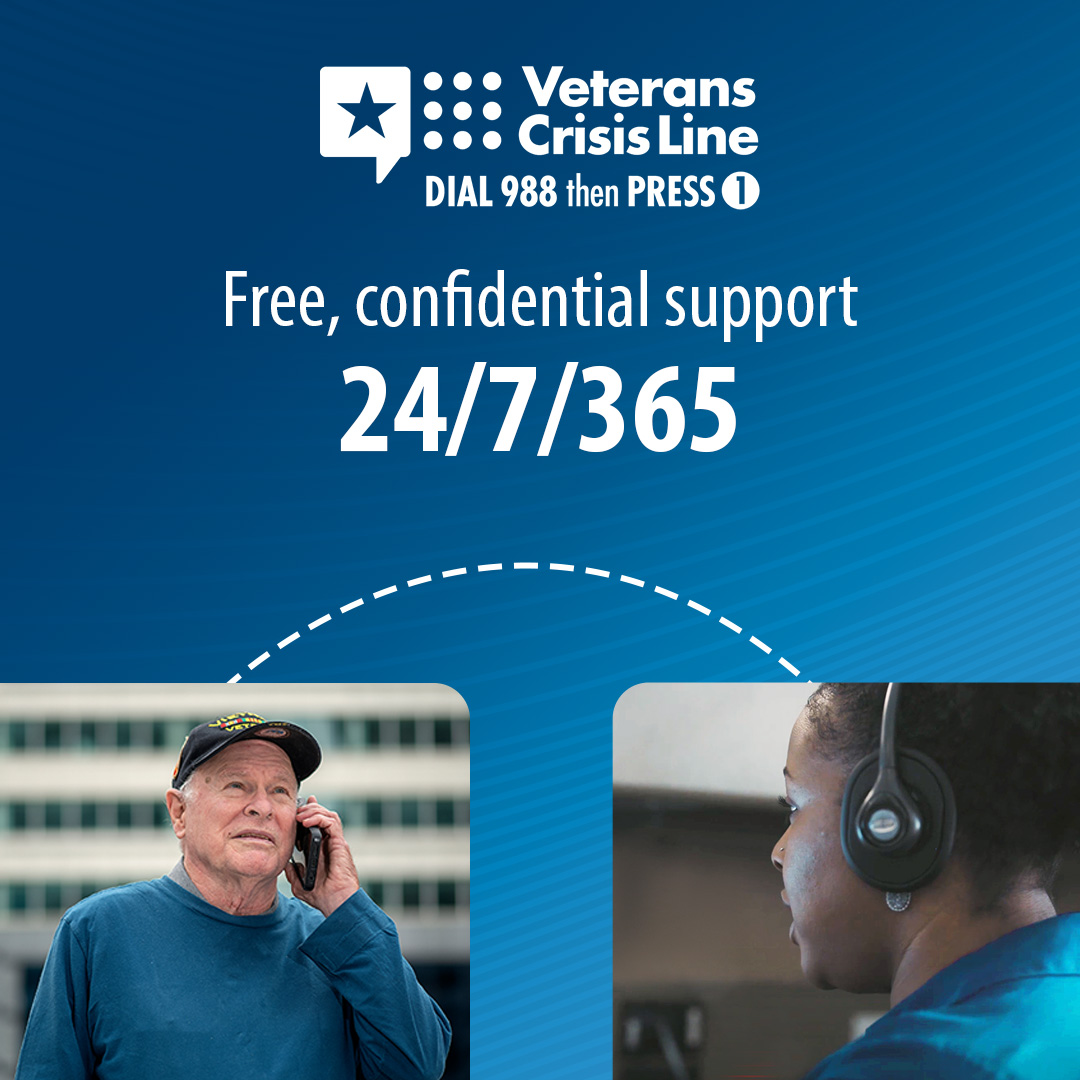 Veterans
Crisis Line
DIAL 988 then PRESS 1
Free, confidential support
24/7/365